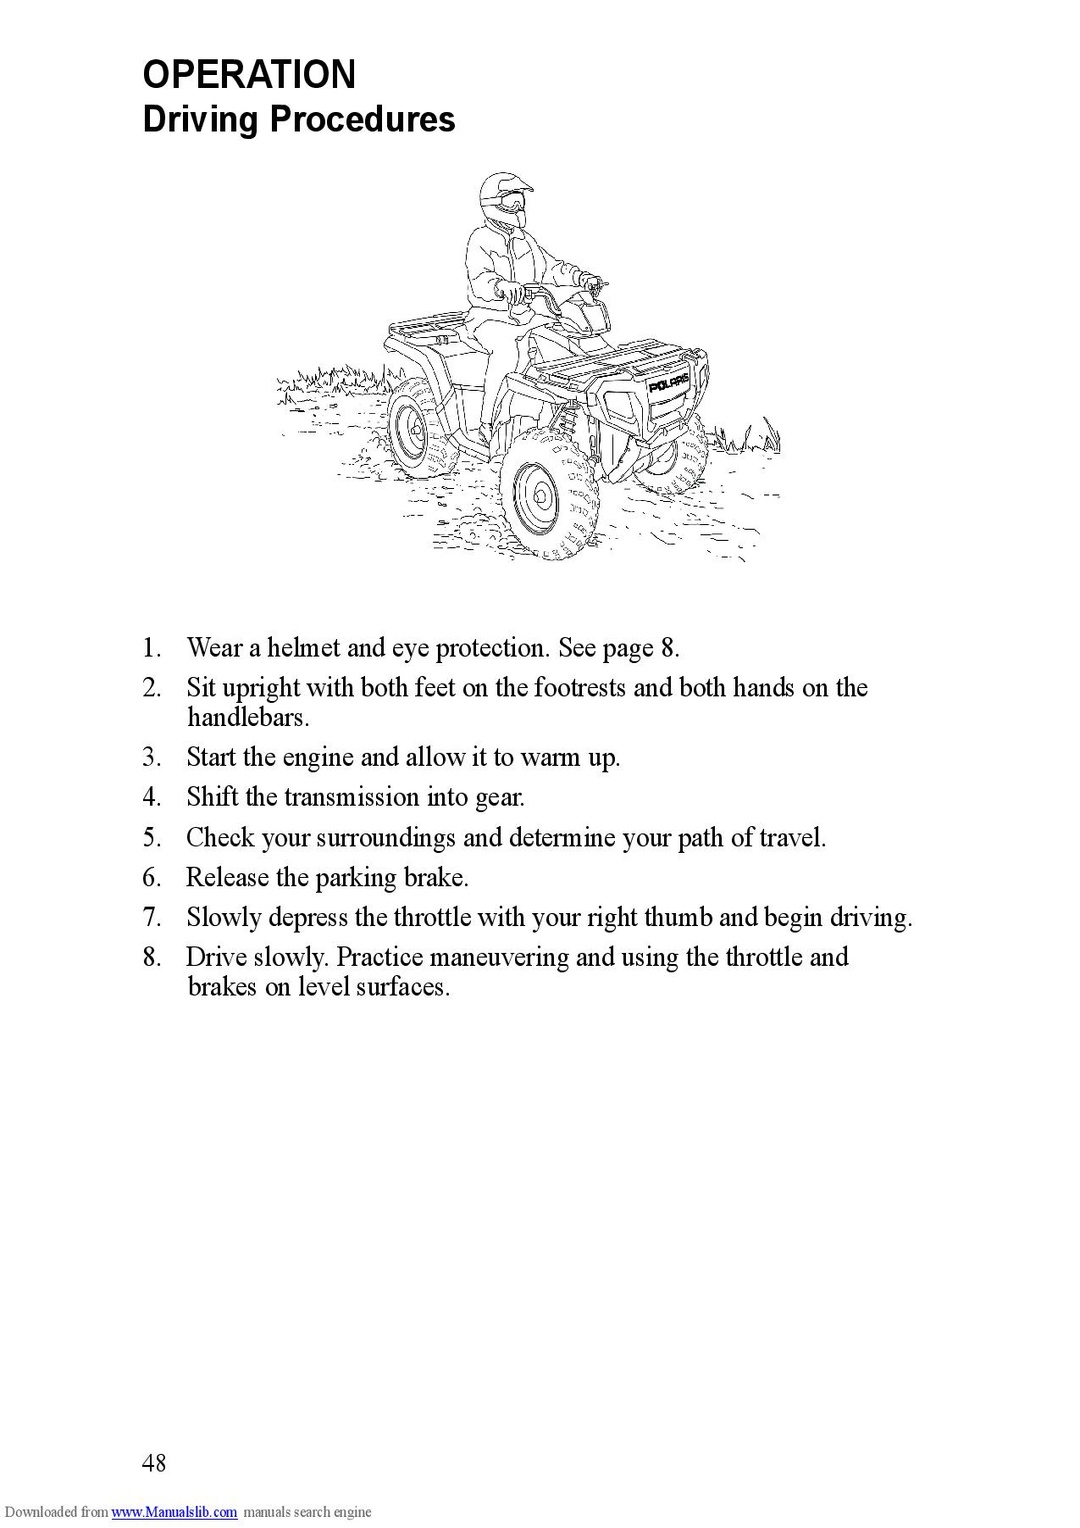 OPERATION
Driving Procedures
POLARIS
1. Wear a helmet and eye protection. See page 8.
2. Sit upright with both feet on the footrests and both hands on the
handlebars.
3. Start the engine and allow it to warm up.
4. Shift the transmission into gear.
5. Check your surroundings and determine your path of travel.
6. Release the parking brake.
7. Slowly depress the throttle with your right thumb and begin driving.
8. Drive slowly. Practice maneuvering and using the throttle and
brakes on level surfaces.
48
Downloaded from www.Manualslib.com manuals search engine